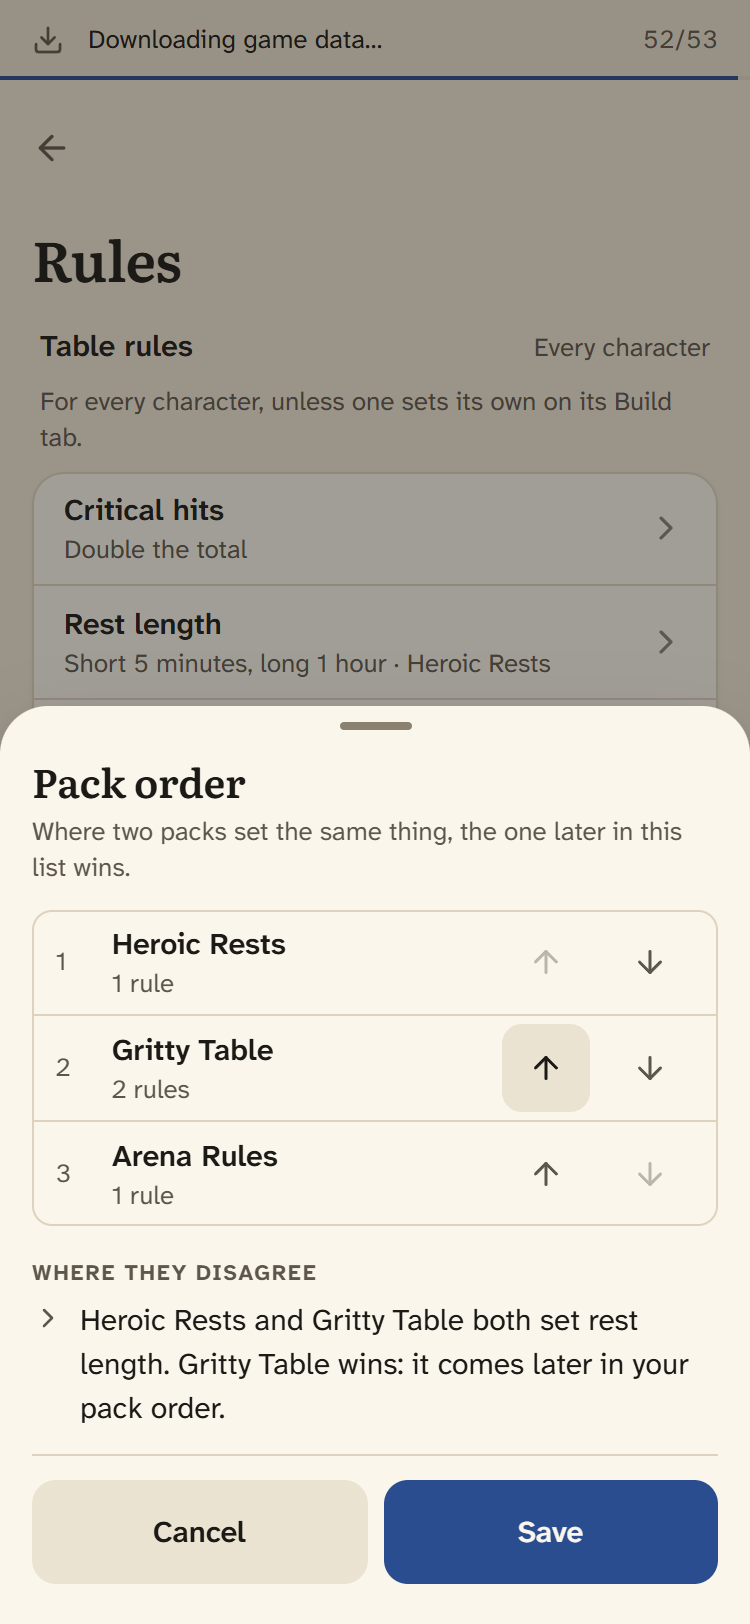 Downloading game data...
52/53
Rules
Table rules
Every character
For every character, unless one sets its own on its Build
tab.
Critical hits
Double the total
Rest length
Short 5 minutes, long 1 hour · Heroic Rests
Pack order
Where two packs set the same thing, the one later in this
list wins.
1
Heroic Rests
1 rule
2
Gritty Table
2 rules
3
Arena Rules
1 rule
WHERE THEY DISAGREE
Heroic Rests and Gritty Table both set rest
length. Gritty Table wins: it comes later in your
pack order.
Cancel
Save